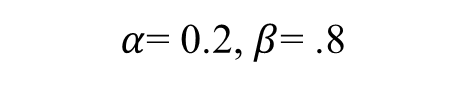 α= 0.2, β= .8